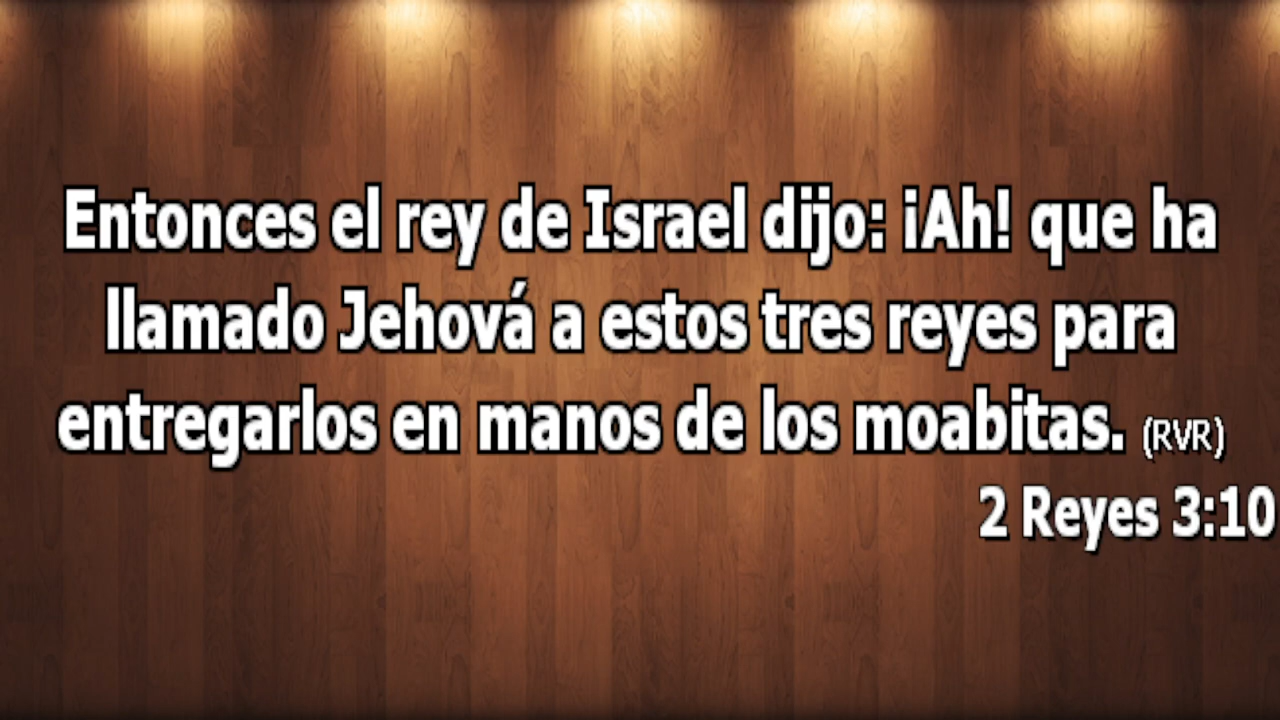 Entonces el rey de Israel dijo: ¡Ah! que ha
llamado Jehová a estos tres reyes para
entregarlos en manos de los moabitas. (RVR)
2 Reyes 3:10